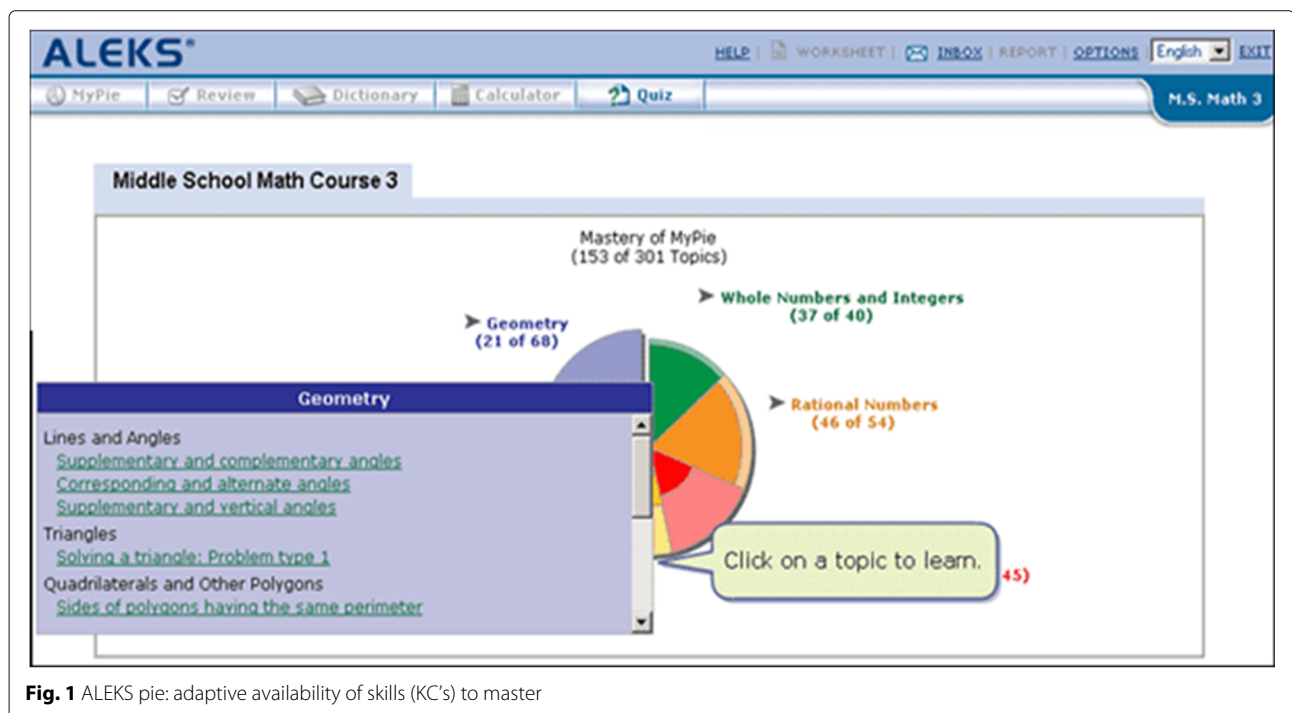 ALEKS®
HELP | WORKSHEET | INBOX | REPORT | OPTIONS | English EXIT
MyPie Review Dictionary Calculator Quiz
M.S. Math 3
Middle School Math Course 3
Mastery of MyPie
(153 of 301 Topics)
Whole Numbers and Integers
(37 of 40)
Geometry
(21 of 68)
Rational Numbers
(46 of 54)
Geometry
Lines and Angles
Supplementary and complementary angles
Corresponding and alternate angles
Supplementary and vertical angles
Triangles
Solving a triangle: Problem type 1
Quadrilaterals and Other Polygons
Sides of polygons having the same perimeter
Click on a topic to learn.
45)
Fig. 1 ALEKS pie: adaptive availability of skills (KC's) to master